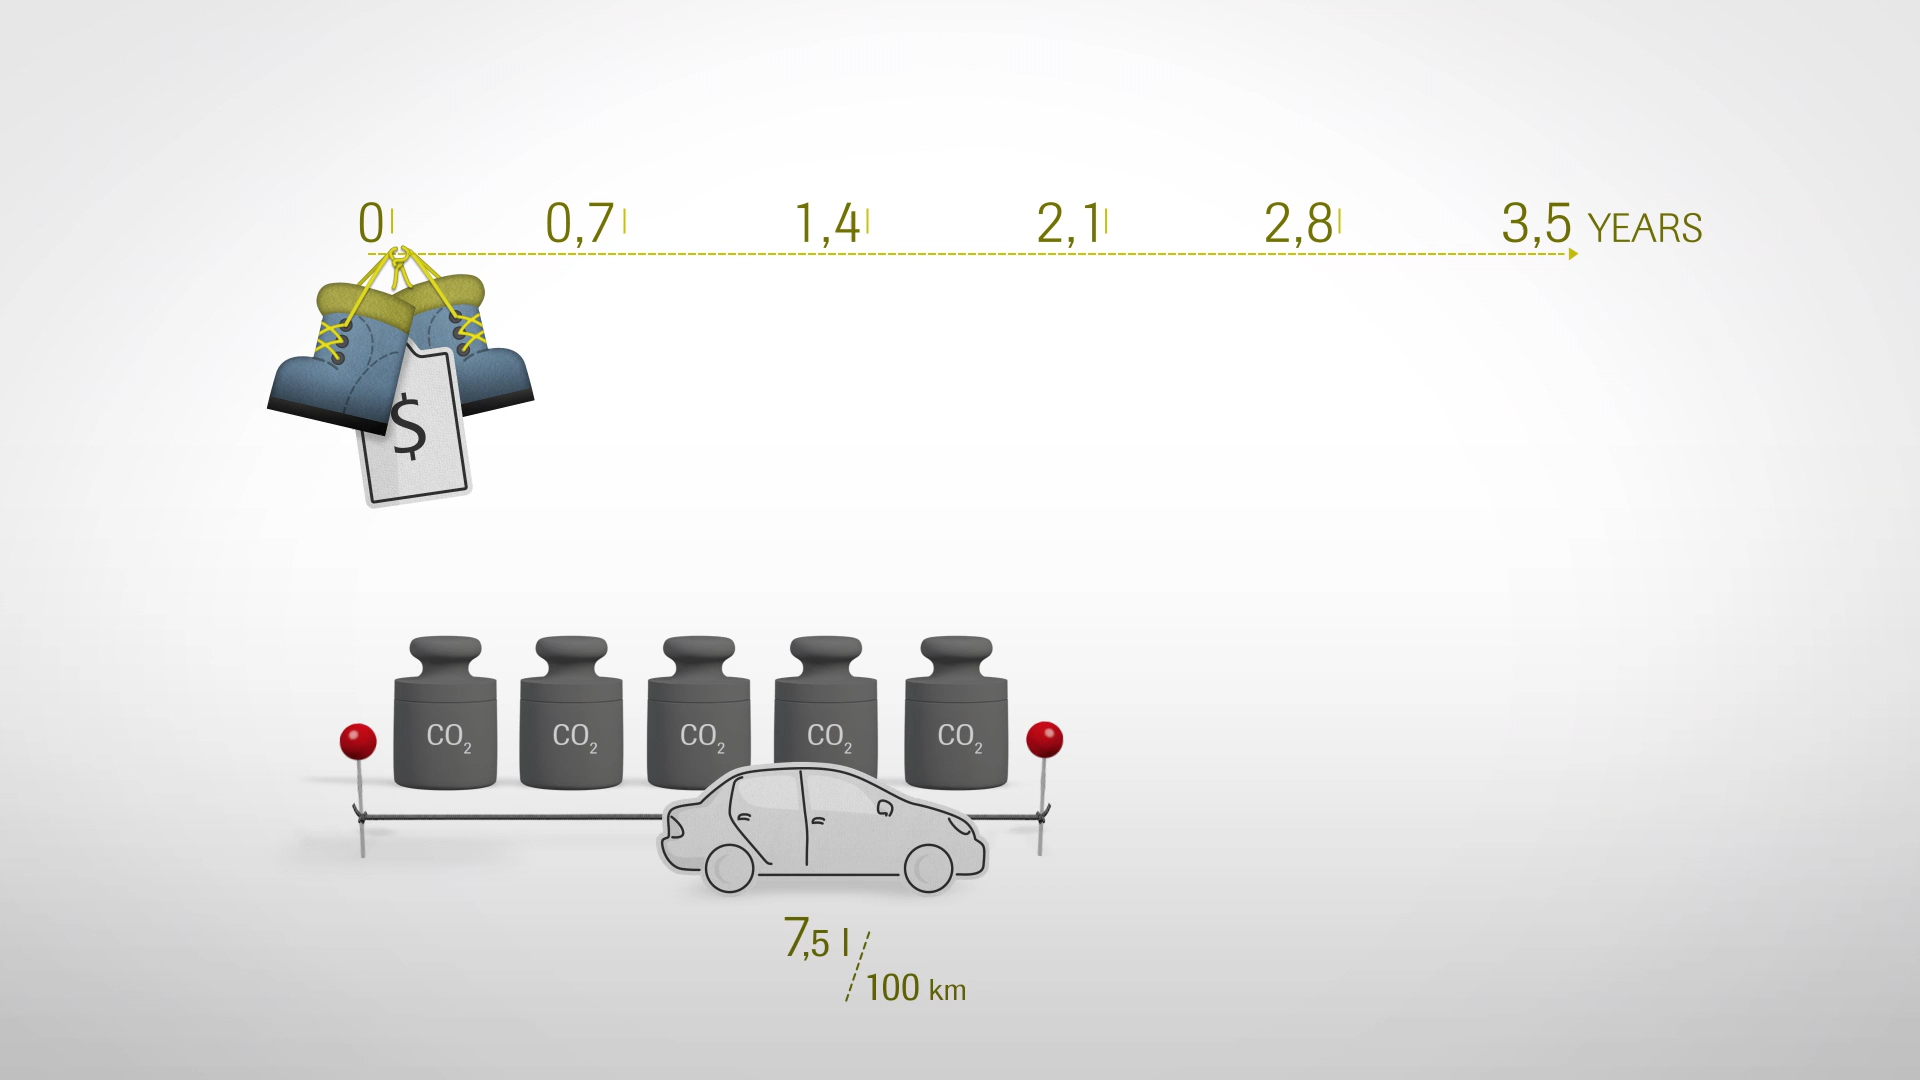 0 0,7 1,4 2,1 2,8 3,5 YEARS
$
CO₂ CO₂ CO₂ CO₂ CO₂
7,5 l/
100 km